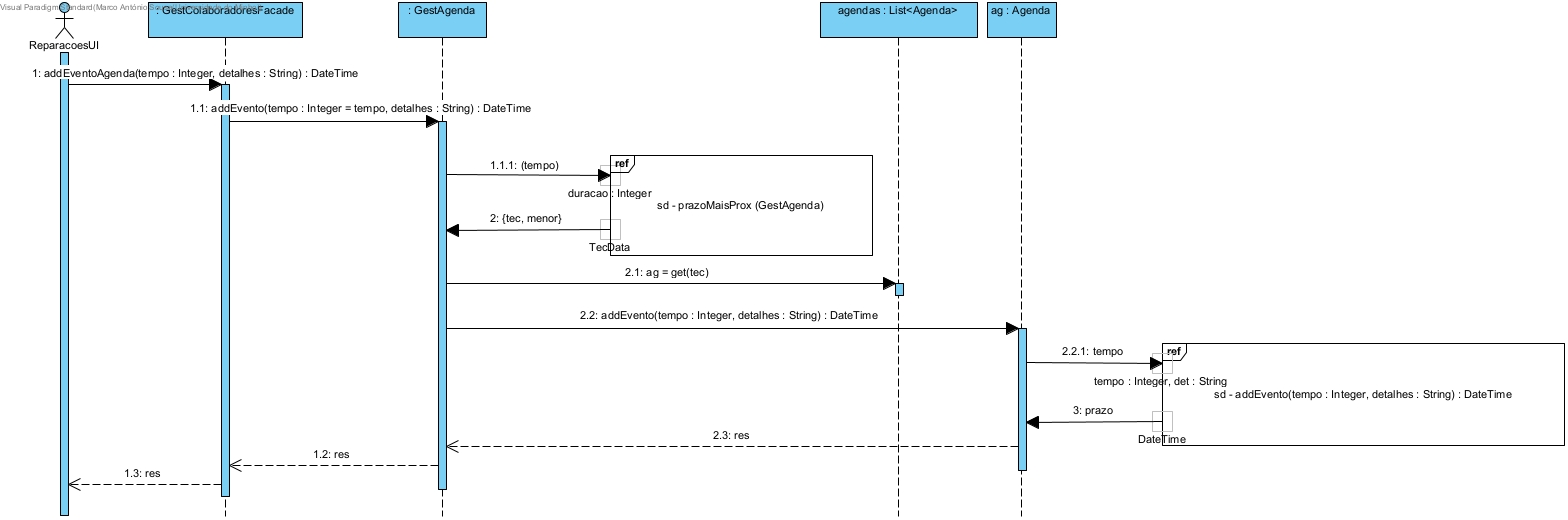 Visual Paradigm Standard(Marco António
: GestColaboradoresFacade
: GestAgenda
agendas : List<Agenda>
ag : Agenda
ReparacoesUI
1: addEventoAgenda(tempo : Integer, detalhes : String) : DateTime
1.1: addEvento(tempo : Integer = tempo, detalhes : String) : DateTime
1.1.1: (tempo)
ref
duracao : Integer
sd - prazoMaisProx (GestAgenda)
2: {tec, menor}
TecData
2.1: ag = get(tec)
2.2: addEvento(tempo : Integer, detalhes : String) : DateTime
2.2.1: tempo
ref
tempo : Integer, det : String
sd - addEvento(tempo : Integer, detalhes : String) : DateTime
3: prazo
DateTime
2.3: res
1.2: res
1.3: res